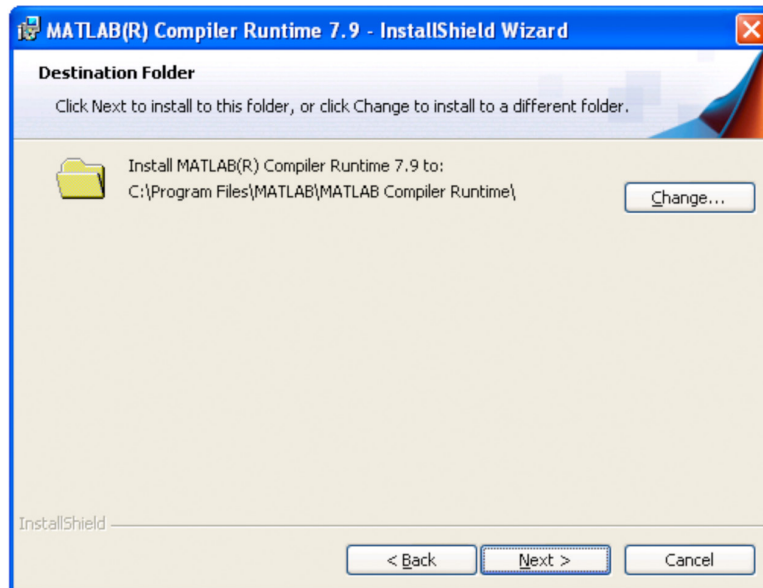 MATLAB(R) Compiler Runtime 7.9 - InstallShield Wizard
Destination Folder
Click Next to install to this folder, or click Change to install to a different folder.
Install MATLAB(R) Compiler Runtime 7.9 to:
C:\Program Files\MATLAB\MATLAB Compiler Runtime\
Change...
InstallShield
< Back
Next >
Cancel